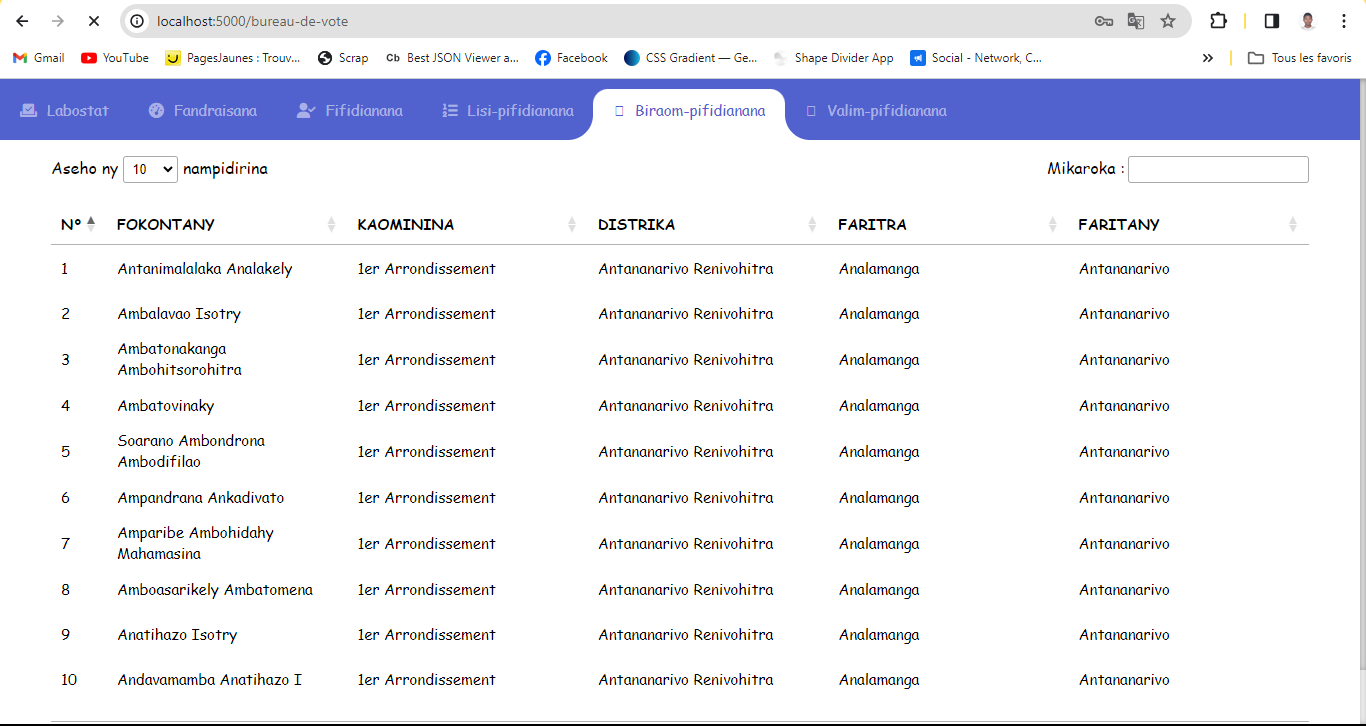 localhost:5000/bureau-de-vote
Gmail YouTube PagesJaunes : Trouv... Scrap Cb Best JSON Viewer a... Facebook CSS Gradient — Ge... Shape Divider App Social - Network, C... » Tous les favoris
Labostat Fandraisana Fifidianana Lisi-pifidianana Biraom-pifidianana Valim-pifidianana
Aseho ny 10 nampidirina Mikaroka :
N° FOKONTANY KAOMININA DISTRIKA FARITRA FARITANY
1 Antanimalalaka Analakely 1er Arrondissement Antananarivo Renivohitra Analamanga Antananarivo
2 Ambalavao Isotry 1er Arrondissement Antananarivo Renivohitra Analamanga Antananarivo
3 Ambatonakanga Ambohitsorohitra 1er Arrondissement Antananarivo Renivohitra Analamanga Antananarivo
4 Ambatovinaky 1er Arrondissement Antananarivo Renivohitra Analamanga Antananarivo
5 Soarano Ambondrona Ambodifilao 1er Arrondissement Antananarivo Renivohitra Analamanga Antananarivo
6 Ampandrana Ankadivato 1er Arrondissement Antananarivo Renivohitra Analamanga Antananarivo
7 Amparibe Ambohidahy Mahamasina 1er Arrondissement Antananarivo Renivohitra Analamanga Antananarivo
8 Amboasarikely Ambatomena 1er Arrondissement Antananarivo Renivohitra Analamanga Antananarivo
9 Anatihazo Isotry 1er Arrondissement Antananarivo Renivohitra Analamanga Antananarivo
10 Andavamamba Anatihazo I 1er Arrondissement Antananarivo Renivohitra Analamanga Antananarivo